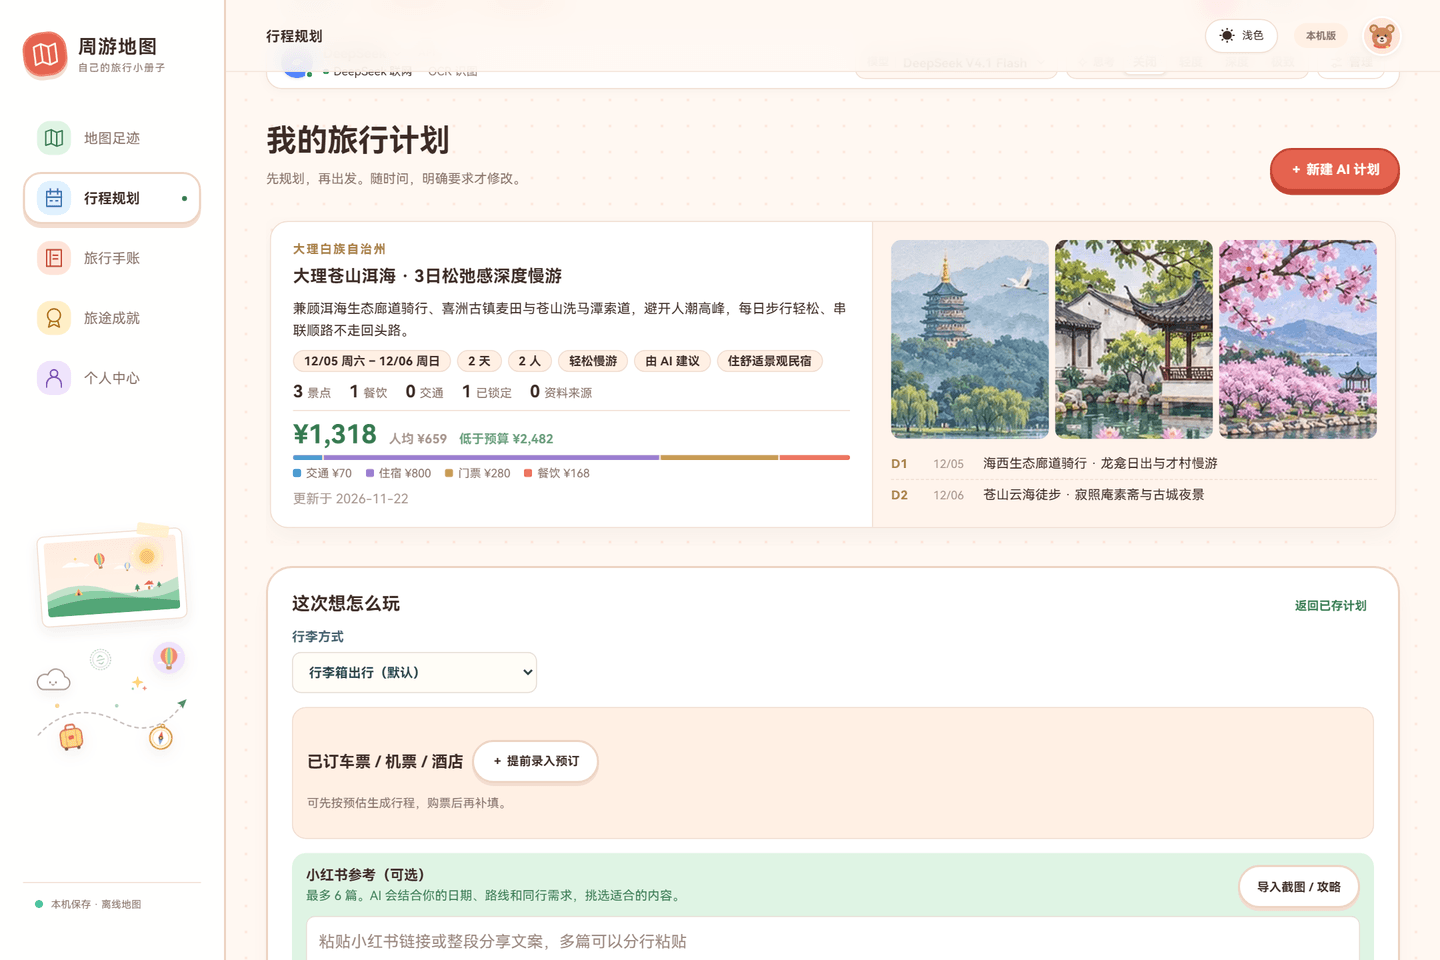 周游地图
自己的旅行小册子
地图足迹
行程规划
旅行手账
旅途成就
个人中心
本机保存 · 离线地图
行程规划
浅色
本机版
DeepSeek 联网
OCR 识图
DeepSeek V4.1 Flash
我的旅行计划
先规划，再出发。随时问，明确要求才修改。
+ 新建 AI 计划
大理白族自治州
大理苍山洱海 · 3日松弛感深度慢游
兼顾洱海生态廊道骑行、喜洲古镇麦田与苍山洗马潭索道，避开人潮高峰，每日步行轻松、串
联顺路不走回头路。
12/05 周六 – 12/06 周日
2 天
2 人
轻松慢游
由 AI 建议
住舒适景观民宿
3 景点
1 餐饮
0 交通
1 已锁定
0 资料来源
¥1,318 人均 ¥659 低于预算 ¥2,482
交通 ¥70
住宿 ¥800
门票 ¥280
餐饮 ¥168
更新于 2026-11-22
D1 12/05 海西生态廊道骑行 · 龙龛日出与才村慢游
D2 12/06 苍山云海徒步 · 寂照庵素斋与古城夜景
这次想怎么玩
返回已存计划
行李方式
行李箱出行（默认）
已订车票 / 机票 / 酒店
+ 提前录入预订
可先按预估生成行程，购票后再补填。
小红书参考（可选）
最多 6 篇。AI 会结合你的日期、路线和同行需求，挑选适合的内容。
导入截图 / 攻略
粘贴小红书链接或整段分享文案，多篇可以分行粘贴